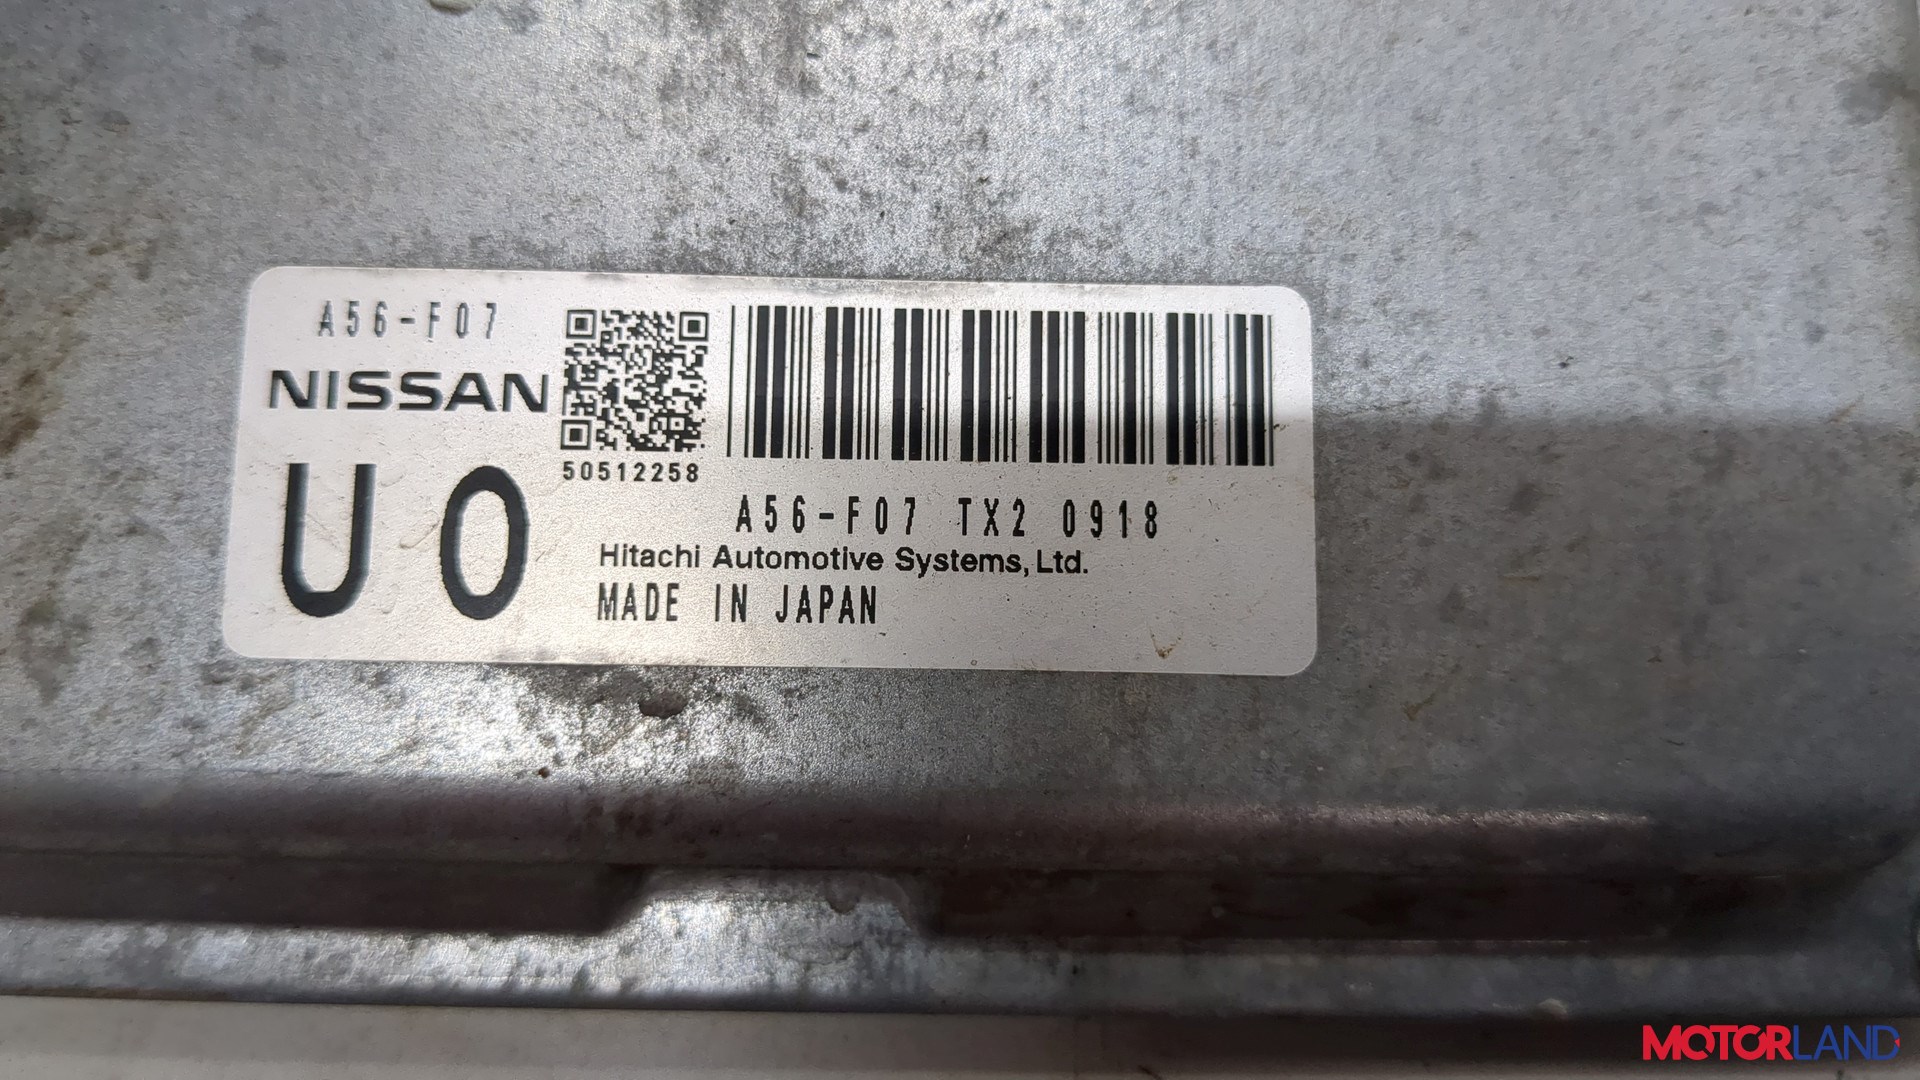 A56-F07
NISSAN
50512258
U0
A56-F07 TX2 0918
Hitachi Automotive Systems, Ltd.
MADE IN JAPAN
MOTORLAND